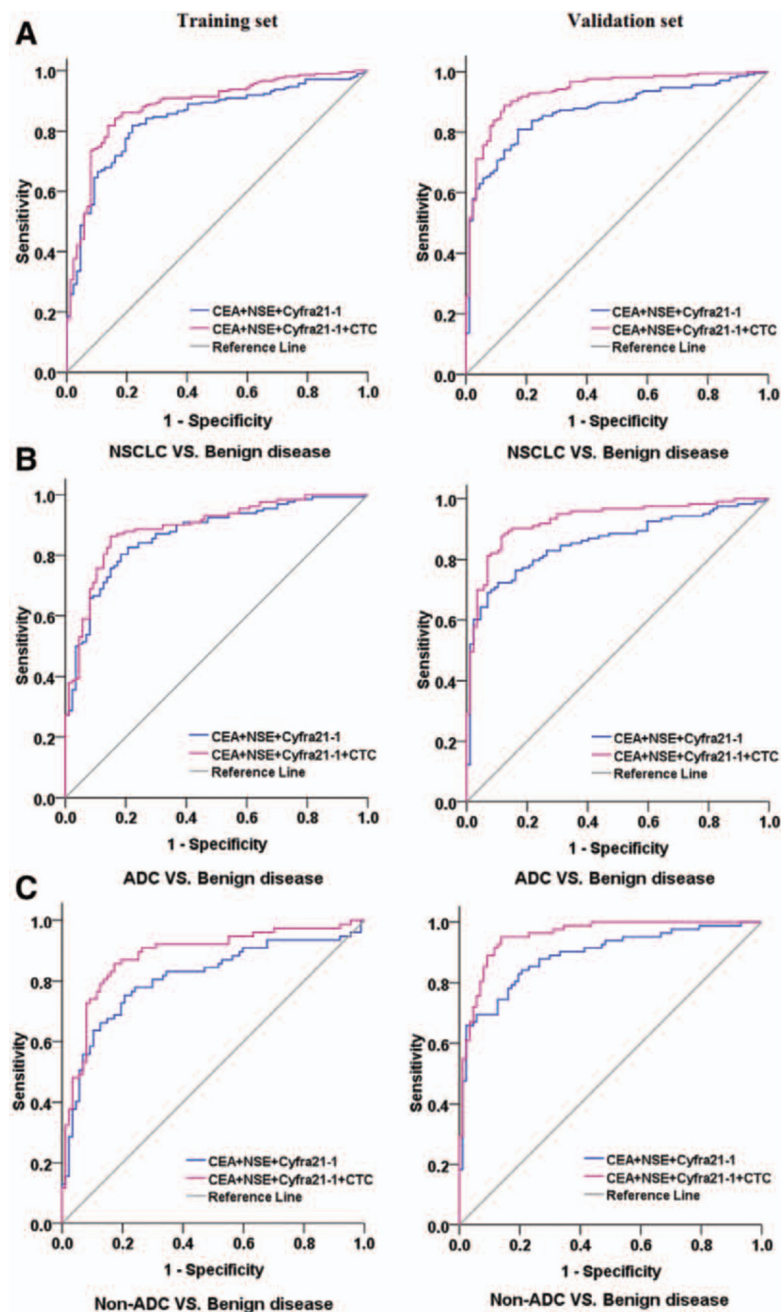 Training set
Validation set
A
1.0
0.8
0.6
0.4
0.2
0.0
Sensitivity
CEA+NSE+Cyfra21-1
CEA+NSE+Cyfra21-1+CTC
Reference Line
0.0 0.2 0.4 0.6 0.8 1.0
1 - Specificity
NSCLC VS. Benign disease
1.0
0.8
0.6
0.4
0.2
0.0
Sensitivity
CEA+NSE+Cyfra21-1
CEA+NSE+Cyfra21-1+CTC
Reference Line
0.0 0.2 0.4 0.6 0.8 1.0
1 - Specificity
NSCLC VS. Benign disease
B
1.0
0.8
0.6
0.4
0.2
0.0
Sensitivity
CEA+NSE+Cyfra21-1
CEA+NSE+Cyfra21-1+CTC
Reference Line
0.0 0.2 0.4 0.6 0.8 1.0
1 - Specificity
ADC VS. Benign disease
1.0
0.8
0.6
0.4
0.2
0.0
Sensitivity
CEA+NSE+Cyfra21-1
CEA+NSE+Cyfra21-1+CTC
Reference Line
0.0 0.2 0.4 0.6 0.8 1.0
1 - Specificity
ADC VS. Benign disease
C
1.0
0.8
0.6
0.4
0.2
0.0
Sensitivity
CEA+NSE+Cyfra21-1
CEA+NSE+Cyfra21-1+CTC
Reference Line
0.0 0.2 0.4 0.6 0.8 1.0
1 - Specificity
Non-ADC VS. Benign disease
1.0
0.8
0.6
0.4
0.2
0.0
Sensitivity
CEA+NSE+Cyfra21-1
CEA+NSE+Cyfra21-1+CTC
Reference Line
0.0 0.2 0.4 0.6 0.8 1.0
1 - Specificity
Non-ADC VS. Benign disease